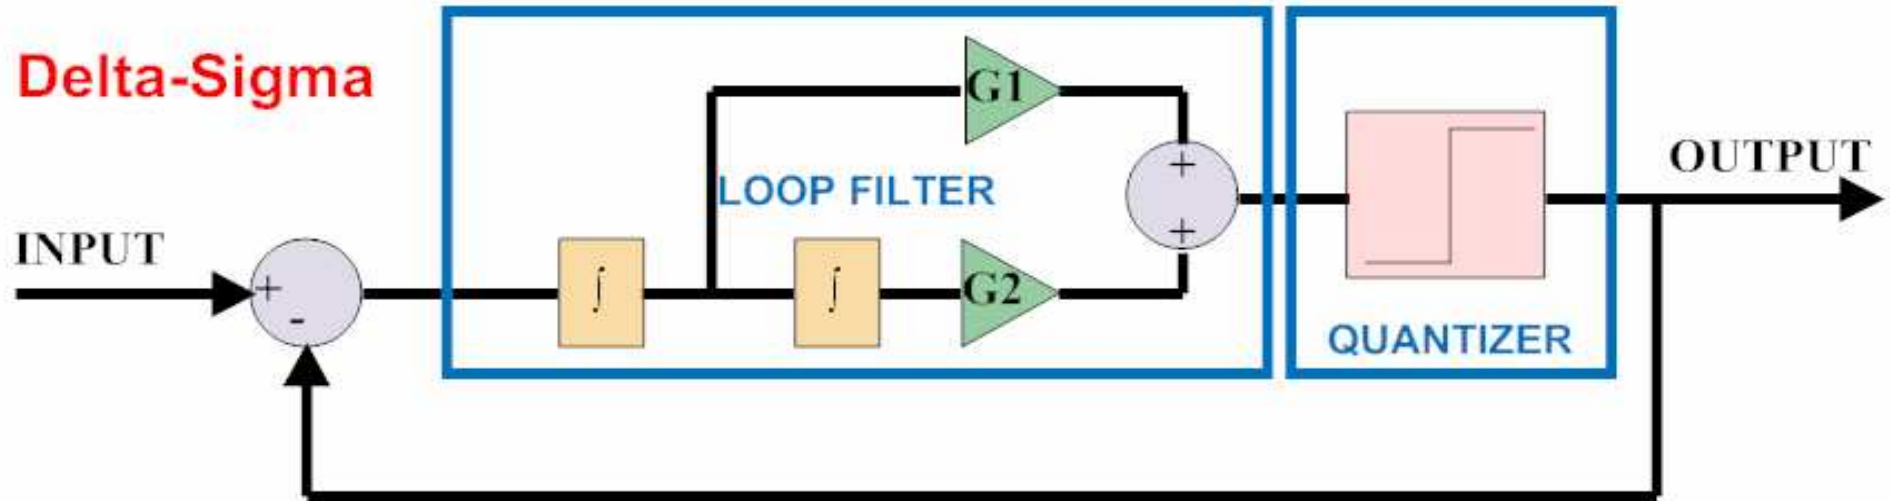 Delta-Sigma
G1
LOOP FILTER
+
OUTPUT
INPUT
+
-
∫
∫
G2
+
QUANTIZER